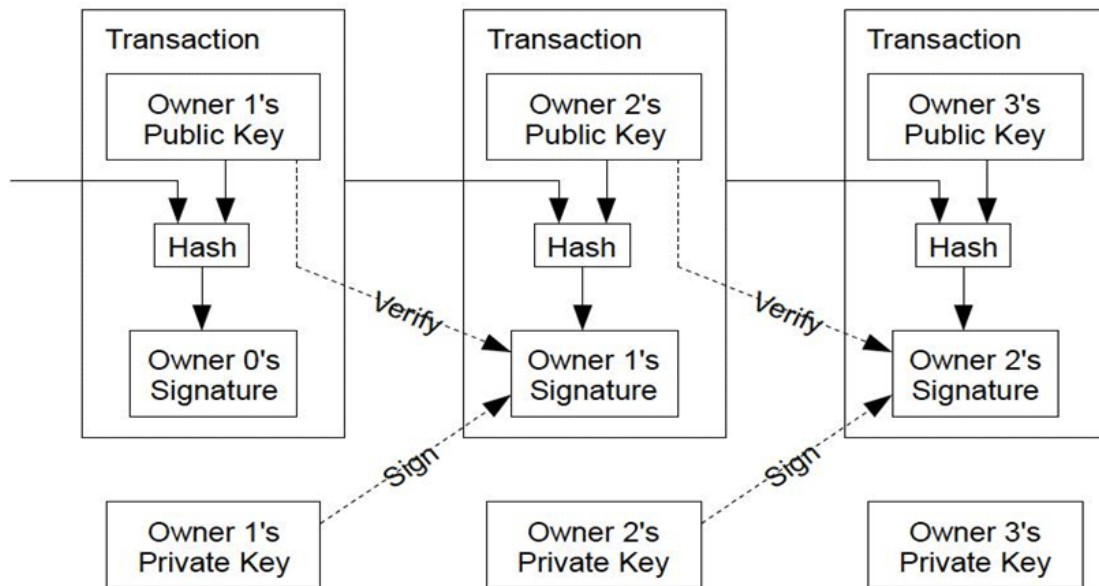 Transaction
Transaction
Transaction
Owner 1's
Public Key
Owner 2's
Public Key
Owner 3's
Public Key
Hash
Hash
Hash
Verify
Verify
Owner 0's
Signature
Owner 1's
Signature
Owner 2's
Signature
Sign
Sign
Owner 1's
Private Key
Owner 2's
Private Key
Owner 3's
Private Key